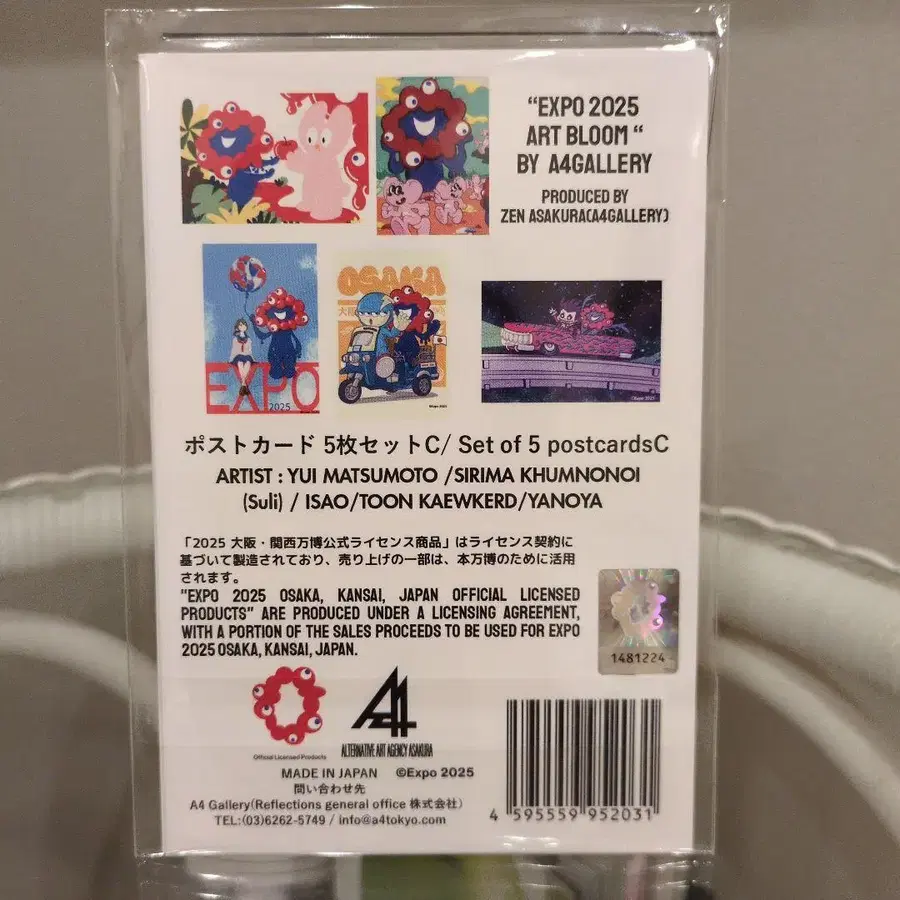 "EXPO 2025
ART BLOOM "
BY A4GALLERY
PRODUCED BY
ZEN ASAKURA(A4GALLERY)
EXPO
2025
OSAKA
大阪
©Expo 2025
ポストカード 5枚セットC/ Set of 5 postcardsC
ARTIST : YUI MATSUMOTO /SIRIMA KHUMNONOI
(Suli) / ISAO/TOON KAEWKERD/YANOYA
「2025 大阪・関西万博公式ライセンス商品」はライセンス契約に
基づいて製造されており、売り上げの一部は、本万博のために活用
されます。
"EXPO 2025 OSAKA, KANSAI, JAPAN OFFICIAL LICENSED
PRODUCTS" ARE PRODUCED UNDER A LICENSING AGREEMENT,
WITH A PORTION OF THE SALES PROCEEDS TO BE USED FOR EXPO
2025 OSAKA, KANSAI, JAPAN.
1481224
Official Licensed Products
A4
ALTERNATIVE ART AGENCY ASAKURA
MADE IN JAPAN ©Expo 2025
問い合わせ先
A4 Gallery(Reflections general office 株式会社)
TEL:(03)6262-5749 / info@a4tokyo.com
4 595559 952031